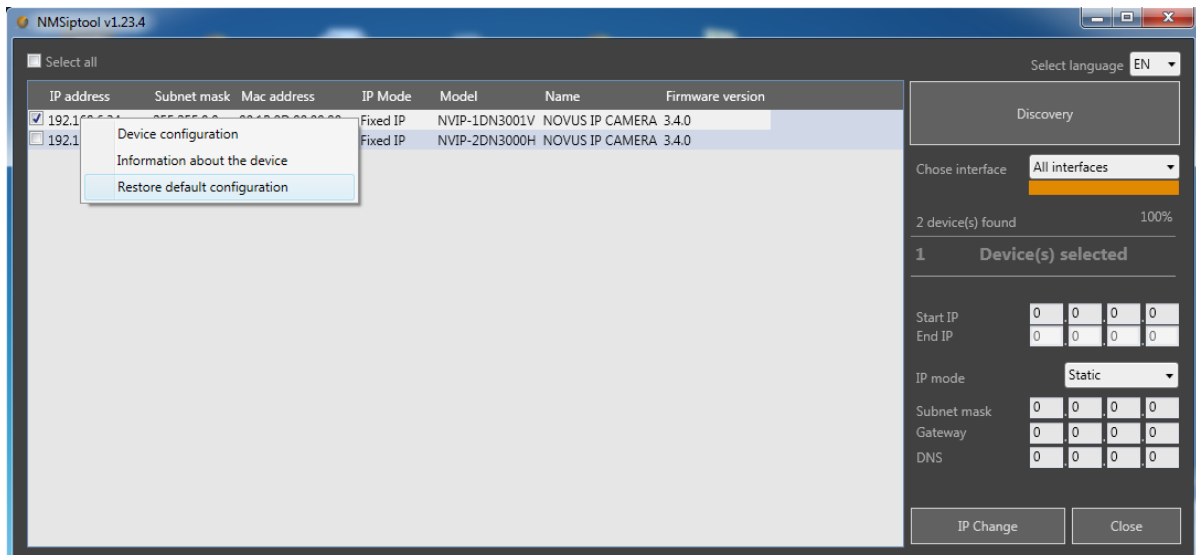 NMSiptool v1.23.4
Select all
Select language EN
IP address Subnet mask Mac address IP Mode Model Name Firmware version
Fixed IP NVIP-1DN3001V NOVUS IP CAMERA 3.4.0
192.1 Fixed IP NVIP-2DN3000H NOVUS IP CAMERA 3.4.0
Device configuration
Information about the device
Restore default configuration
Discovery
Chose interface All interfaces
2 device(s) found 100%
1 Device(s) selected
Start IP 0 . 0 . 0 . 0
End IP 0 . 0 . 0 . 0
IP mode Static
Subnet mask 0 . 0 . 0 . 0
Gateway 0 . 0 . 0 . 0
DNS 0 . 0 . 0 . 0
IP Change Close